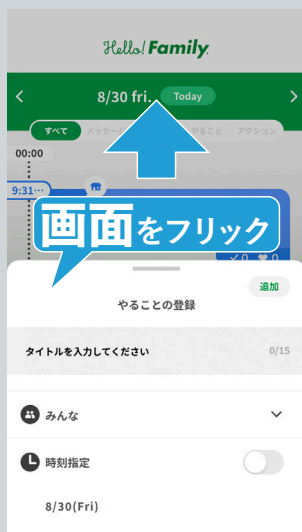 Hello! Family.
8/30 fri. Today
すべて メッセージ やること アクション
00:00
9:31…
画面をフリック
0 0
追加
やることの登録
タイトルを入力してください 0/15
みんな
時刻指定
8/30(Fri)